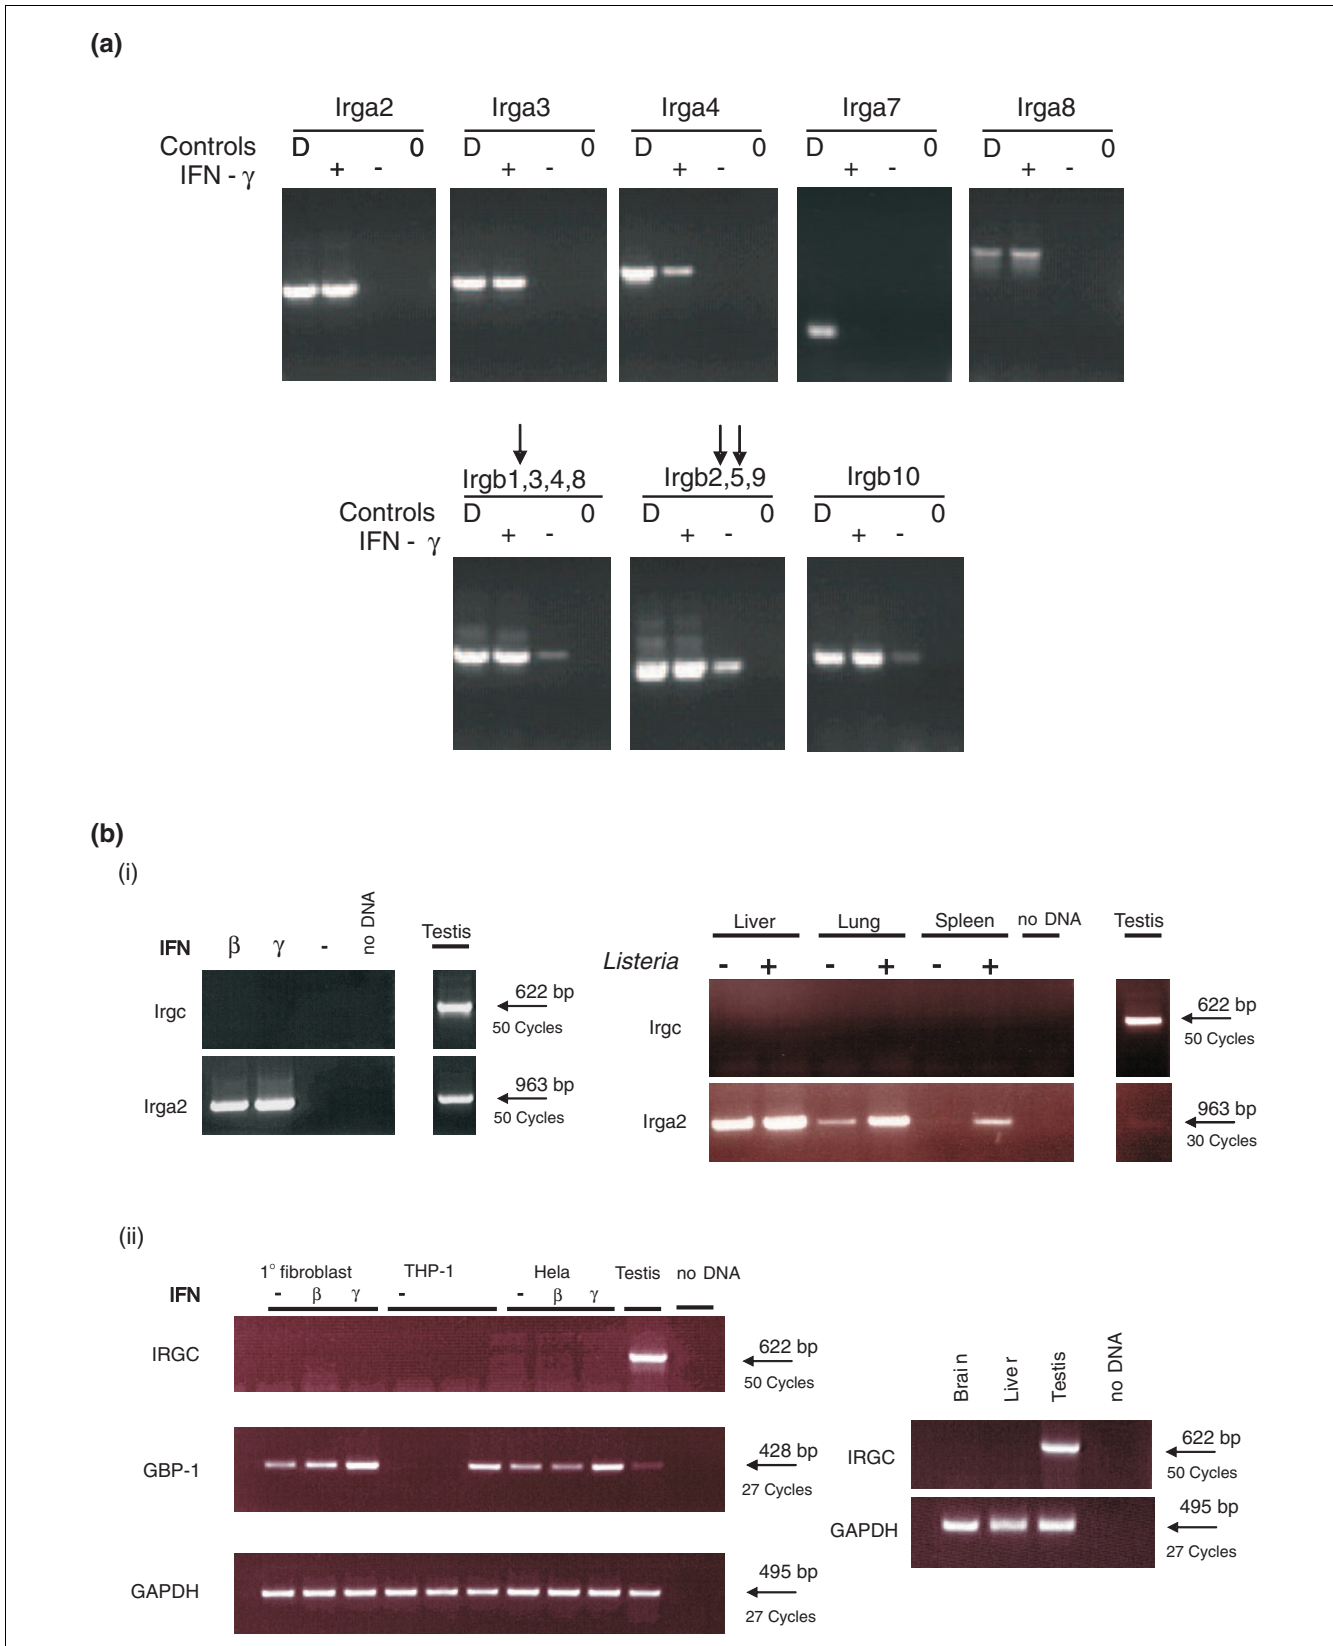 (a)
Irga2 Irga3 Irga4 Irga7 Irga8
Controls D 0 D 0 D 0 D 0 D 0
IFN - γ + - + - + - + - + -
Irgb1,3,4,8 Irgb2,5,9 Irgb10
Controls D 0 D 0 D 0
IFN - γ + - + - + -
(b)
(i)
IFN β γ - no DNA Testis
Irgc 622 bp
50 Cycles
Irga2 963 bp
50 Cycles
Liver Lung Spleen no DNA Testis
Listeria - + - + - +
Irgc 622 bp
50 Cycles
Irga2 963 bp
30 Cycles
(ii)
1° fibroblast THP-1 Hela Testis no DNA
IFN - β γ - - β γ
IRGC 622 bp
50 Cycles
GBP-1 428 bp
27 Cycles
GAPDH 495 bp
27 Cycles
Brain Liver Testis no DNA
IRGC 622 bp
50 Cycles
GAPDH 495 bp
27 Cycles